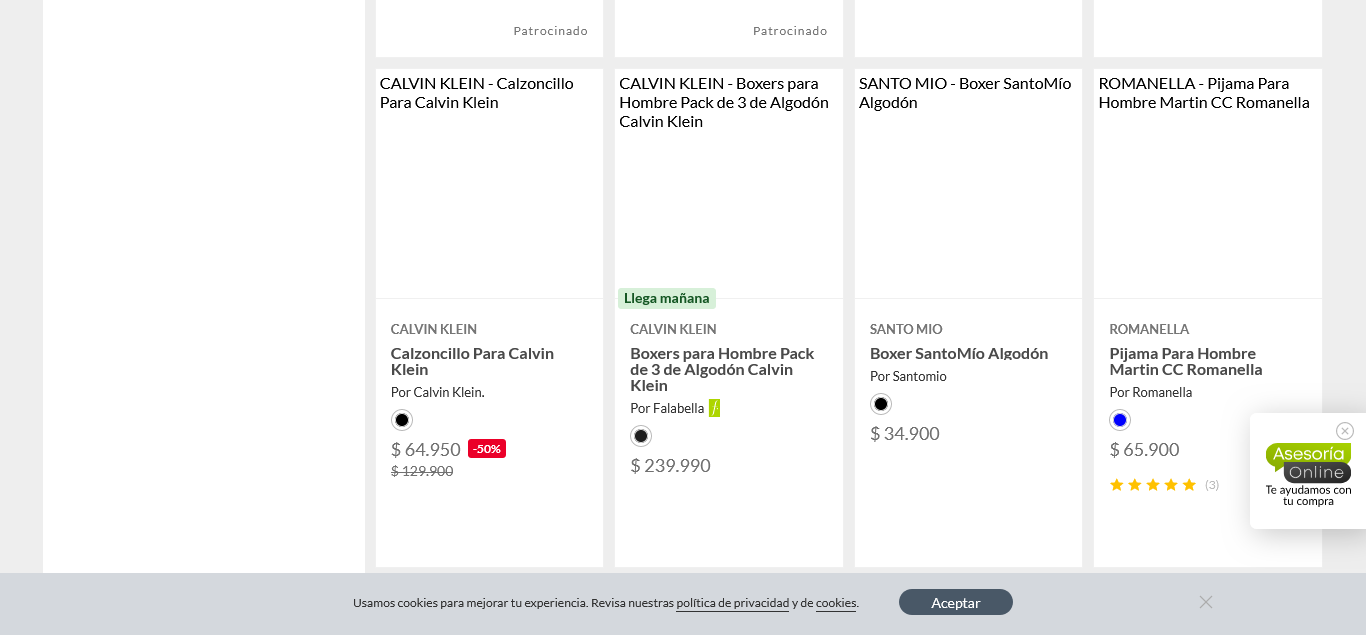 Patrocinado
Patrocinado
CALVIN KLEIN - Calzoncillo
Para Calvin Klein
CALVIN KLEIN - Boxers para
Hombre Pack de 3 de Algodón
Calvin Klein
SANTO MIO - Boxer SantoMío
Algodón
ROMANELLA - Pijama Para
Hombre Martin CC Romanella
CALVIN KLEIN
Calzoncillo Para Calvin
Klein
Por Calvin Klein.
$ 64.950 -50%
$ 129.900
Llega mañana
CALVIN KLEIN
Boxers para Hombre Pack
de 3 de Algodón Calvin
Klein
Por Falabella
$ 239.990
SANTO MIO
Boxer SantoMío Algodón
Por Santomio
$ 34.900
ROMANELLA
Pijama Para Hombre
Martin CC Romanella
Por Romanella
$ 65.900
(3)
Asesoría
Online
Te ayudamos con
tu compra
Usamos cookies para mejorar tu experiencia. Revisa nuestras política de privacidad y de cookies.
Aceptar